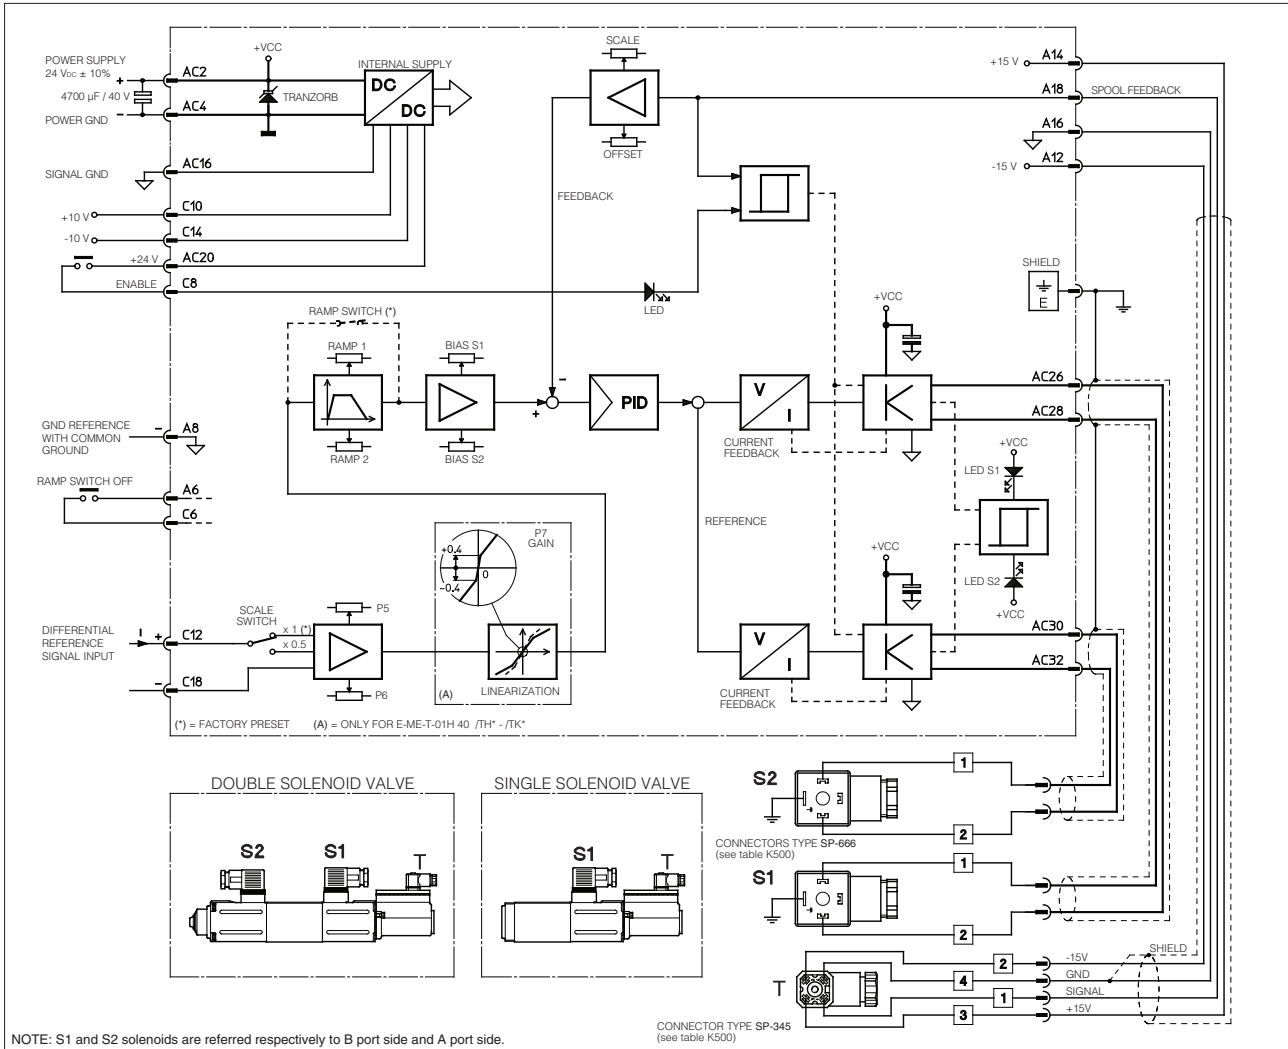 POWER SUPPLY
24 VDC ± 10%
+
4700 µF / 40 V
-
POWER GND
AC2
AC4
+VCC
TRANZORB
INTERNAL SUPPLY
DC
DC
SIGNAL GND
AC16
+10 V
C10
-10 V
C14
+24 V
AC20
ENABLE
C8
LED
SCALE
OFFSET
FEEDBACK
+15 V
A14
A18
SPOOL FEEDBACK
A16
-15 V
A12
SHIELD
E
RAMP SWITCH (*)
RAMP 1
RAMP 2
BIAS S1
BIAS S2
-
+
PID
V
I
CURRENT
FEEDBACK
+VCC
AC26
AC28
GND REFERENCE
WITH COMMON
GROUND
-
A8
RAMP SWITCH OFF
A6
C6
REFERENCE
+VCC
LED S1
LED S2
+VCC
P7
GAIN
+0.4
0
-0.4
LINEARIZATION
(A)
DIFFERENTIAL
REFERENCE
SIGNAL INPUT
I
+
C12
-
C18
SCALE
SWITCH
x 1 (*)
x 0.5
P5
P6
V
I
CURRENT
FEEDBACK
+VCC
AC30
AC32
(*) = FACTORY PRESET
(A) = ONLY FOR E-ME-T-01H 40 /TH* - /TK*
DOUBLE SOLENOID VALVE
S2
S1
T
SINGLE SOLENOID VALVE
S1
T
S2
1
2
CONNECTORS TYPE SP-666
(see table K500)
S1
1
2
T
2
-15V
4
GND
1
SIGNAL
3
+15V
SHIELD
CONNECTOR TYPE SP-345
(see table K500)
NOTE: S1 and S2 solenoids are referred respectively to B port side and A port side.